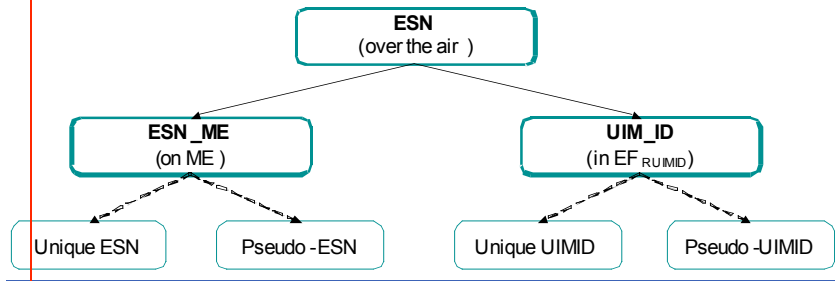 ESN
(over the air )
ESN_ME
(on ME )
UIM_ID
(in EF RUIMID)
Unique ESN
Pseudo -ESN
Unique UIMID
Pseudo -UIMID